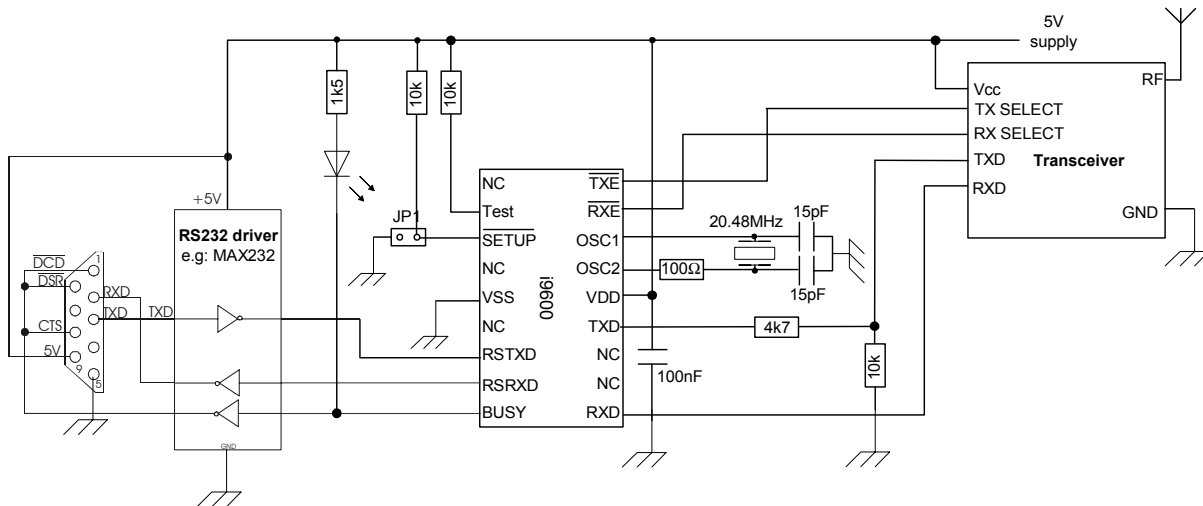 5V
supply
1k5
10k
10k
Vcc
TX SELECT
RX SELECT
TXD
RXD
RF
Transceiver
GND
+5V
RS232 driver
e.g: MAX232
JP1
NC
Test
SETUP
NC
VSS
NC
RSTXD
RSRXD
BUSY
i9600
TXE
RXE
OSC1
OSC2
VDD
TXD
NC
NC
RXD
20.48MHz
15pF
15pF
100Ω
4k7
10k
100nF
DCD
DSR
RXD
TXD
TXD
CTS
5V
1
9
5
GND